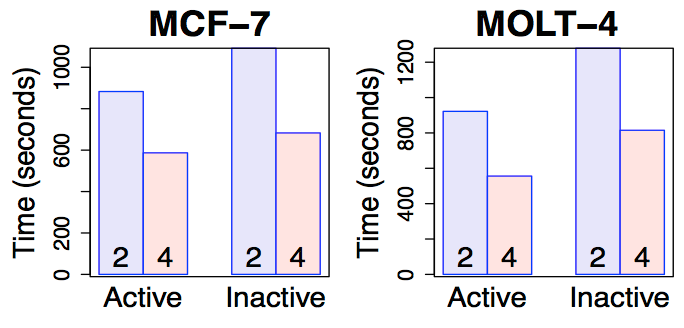 MCF–7
Time (seconds)
1000
600
200
0
2 4 2 4
Active Inactive
MOLT–4
Time (seconds)
1200
800
400
0
2 4 2 4
Active Inactive